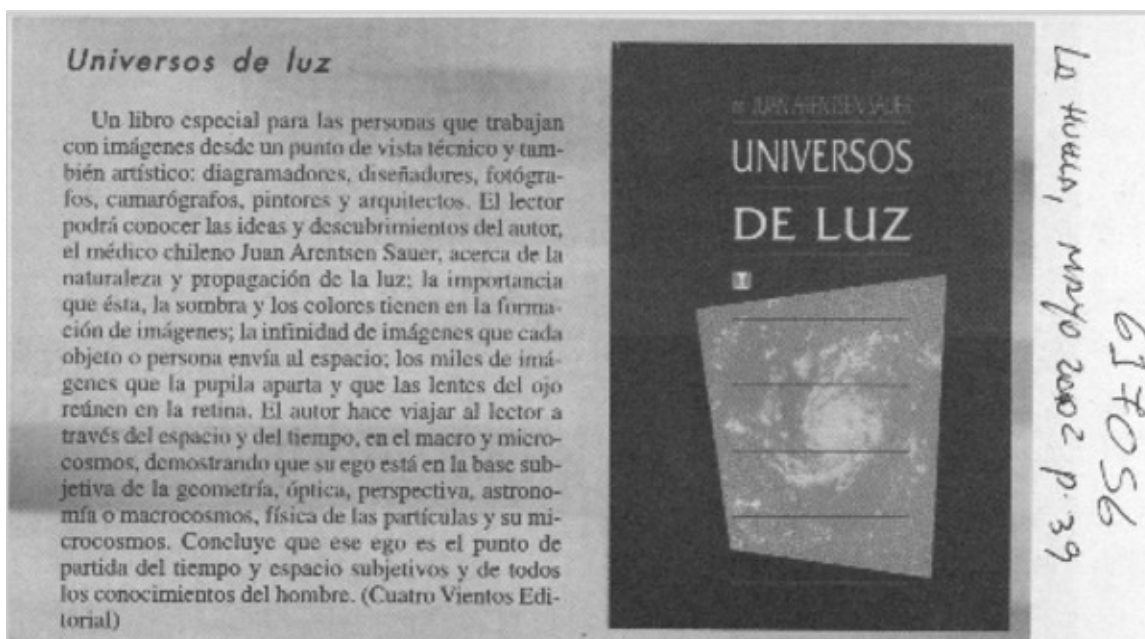 Universos de luz
Un libro especial para las personas que trabajan
con imágenes desde un punto de vista técnico y tam-
bién artístico: diagramadores, diseñadores, fotógra-
fos, camarógrafos, pintores y arquitectos. El lector
podrá conocer las ideas y descubrimientos del autor,
el médico chileno Juan Arentsen Sauer, acerca de la
naturaleza y propagación de la luz; la importancia
que ésta, la sombra y los colores tienen en la forma-
ción de imágenes; la infinidad de imágenes que cada
objeto o persona envía al espacio; los miles de imá-
genes que la pupila aparta y que las lentes del ojo
reúnen en la retina. El autor hace viajar al lector a
través del espacio y del tiempo, en el macro y micro-
cosmos, demostrando que su ego está en la base sub-
jetiva de la geometría, óptica, perspectiva, astrono-
mía o macrocosmos, física de las partículas y su mi-
crocosmos. Concluye que ese ego es el punto de
partida del tiempo y espacio subjetivos y de todos
los conocimientos del hombre. (Cuatro Vientos Edi-
torial)
JUAN ARENTSEN SAUER
UNIVERSOS
DE LUZ
La Huella, mayo 2002 p. 39
657056